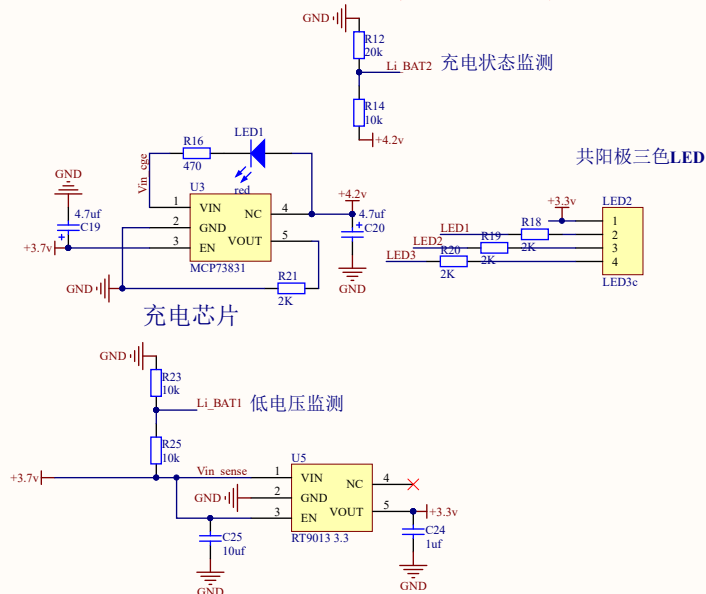 GND
R12
20k
Li_BAT2 充电状态监测
R14
10k
+4.2v
LED1
R16
470
red
Vin_cge
GND
4.7uf
C19
+3.7v
U3
1 VIN NC 4
2 GND VOUT 5
3 EN
MCP73831
+4.2v
4.7uf
C20
GND
GND
R21
2K
充电芯片
共阳极三色LED
+3.3v
LED2
LED1 R18 1
LED2 R19 2K 2
LED3 R20 2K 3
2K 4
LED3c
GND
R23
10k
Li_BAT1 低电压监测
R25
10k
+3.7v
Vin_sense
U5
1 VIN NC 4
GND 2 GND
3 EN VOUT 5
RT9013 3.3
+3.3v
C25
10uf
GND
C24
1uf
GND